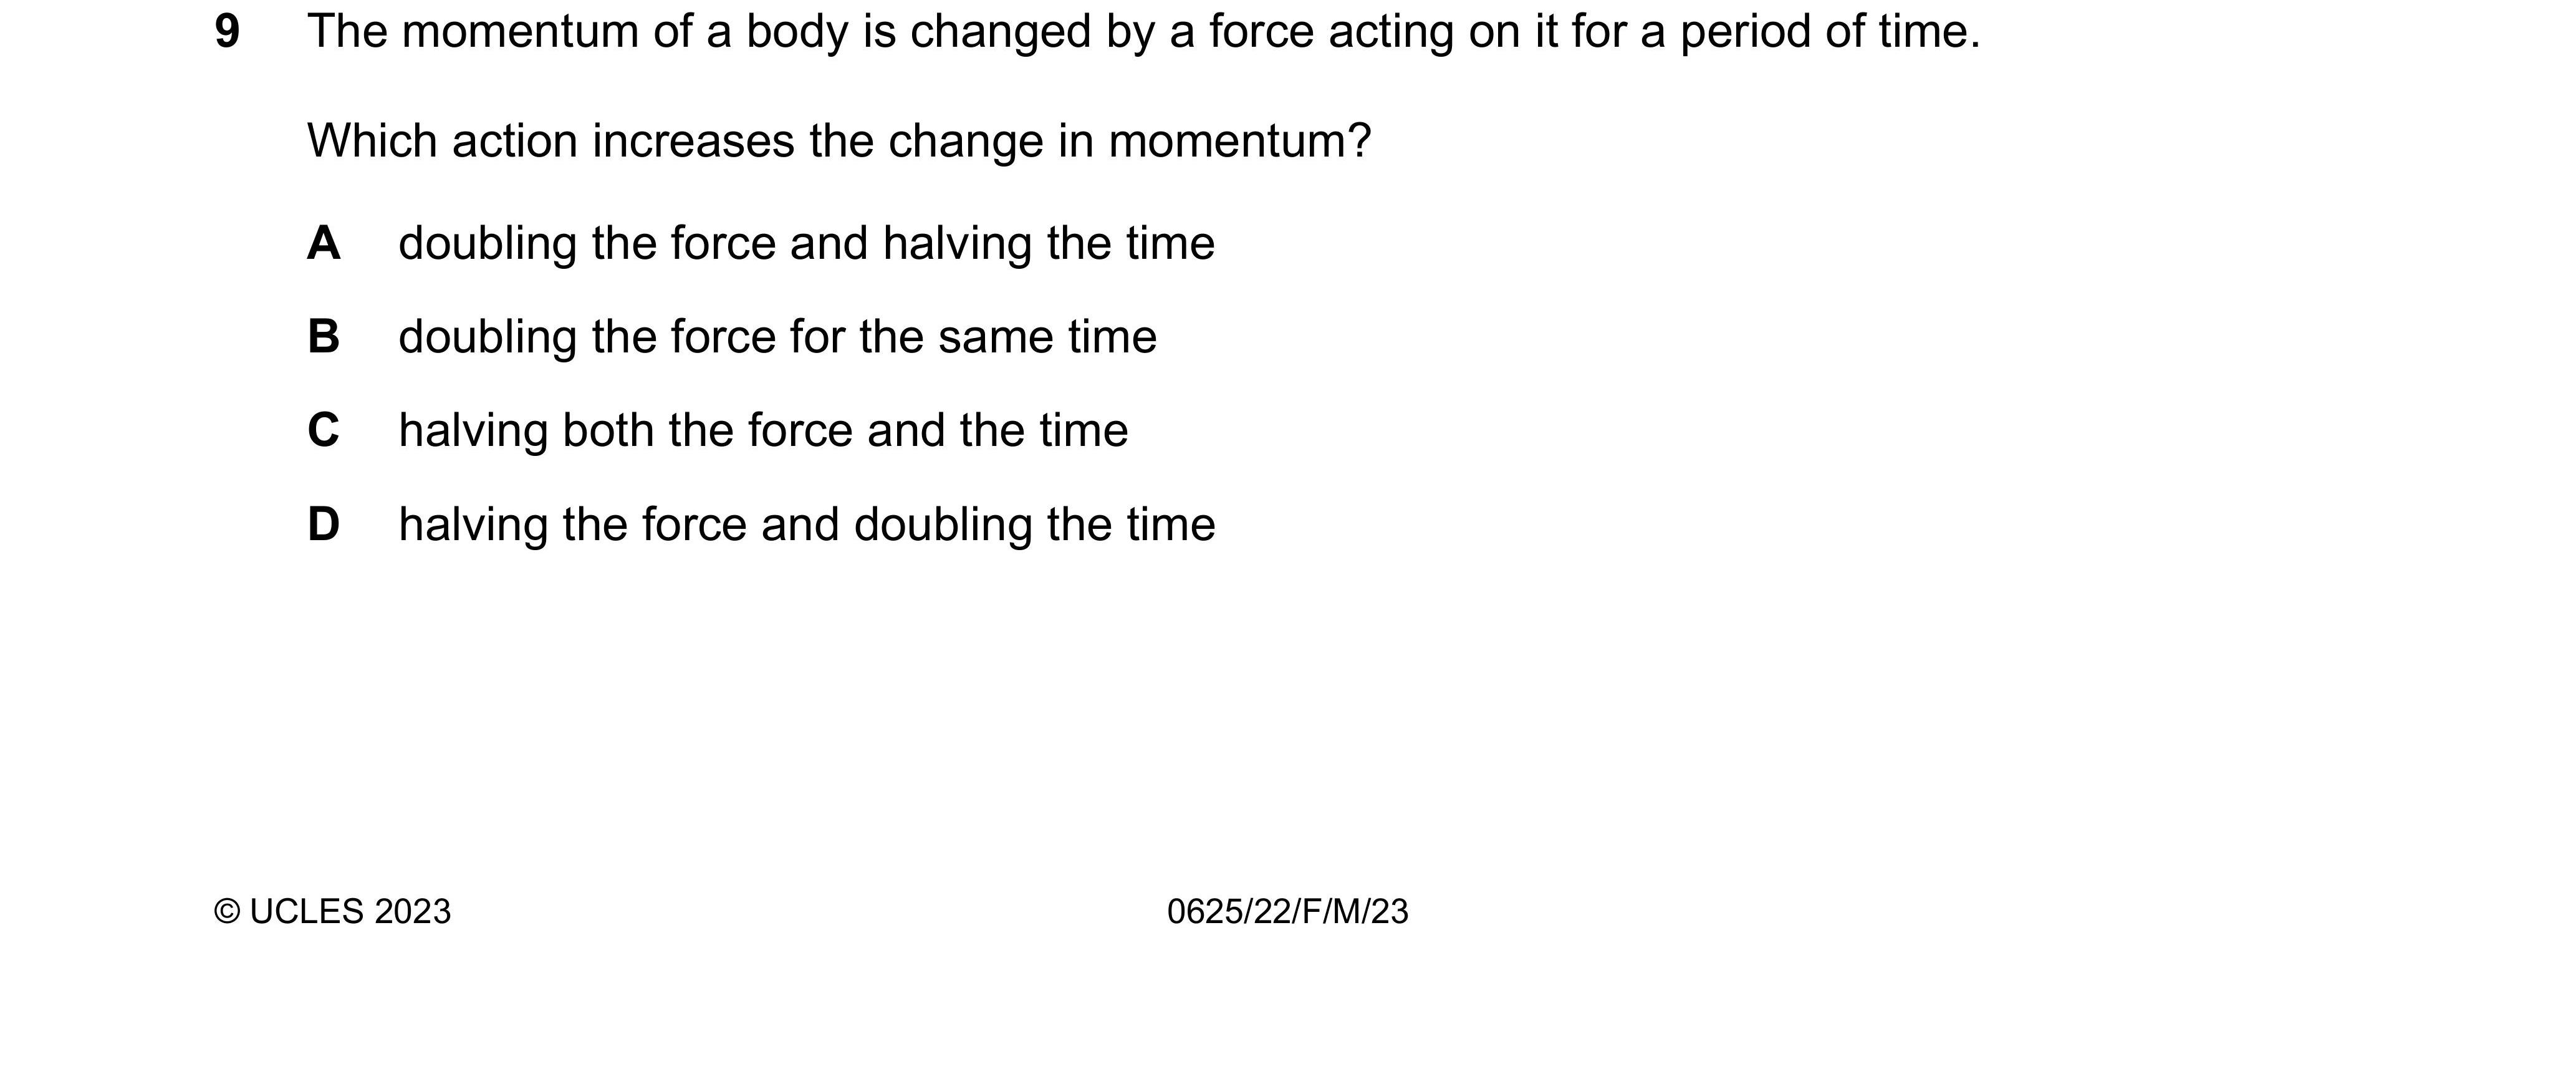 9 The momentum of a body is changed by a force acting on it for a period of time.
Which action increases the change in momentum?
A doubling the force and halving the time
B doubling the force for the same time
C halving both the force and the time
D halving the force and doubling the time
© UCLES 2023 0625/22/F/M/23